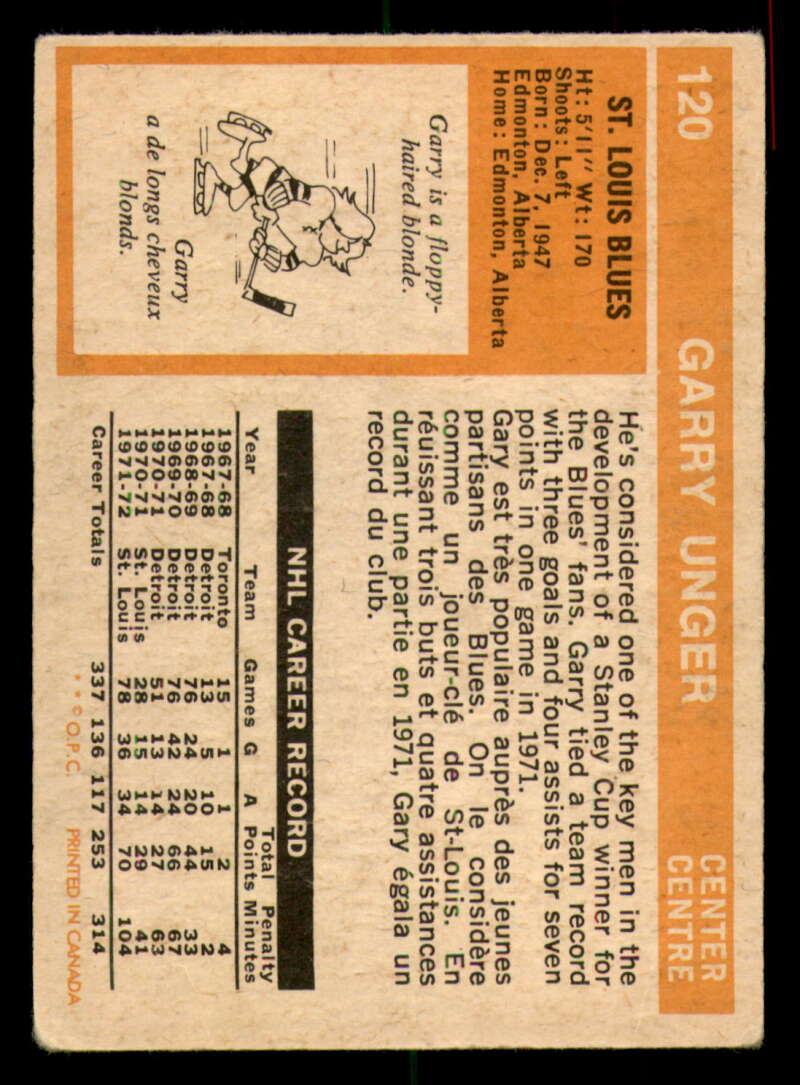 120 GARRY UNGER CENTER
CENTRE
ST. LOUIS BLUES
Ht: 5'11" Wt: 170
Shoots: Left
Born: Dec. 7, 1947
Edmonton, Alberta
Home: Edmonton, Alberta
Garry is a floppy-
haired blonde.
Garry
a de longs cheveux
blonds.
He's considered one of the key men in the
development of a Stanley Cup winner for
the Blues' fans. Garry tied a team record
with three goals and four assists for seven
points in one game in 1971.
Gary est très populaire auprès des jeunes
partisans des Blues. On le considère
comme un joueur-clé de St-Louis. En
réuissant trois buts et quatre assistances
durant une partie en 1971, Gary égala un
record du club.
NHL CAREER RECORD
Total Penalty
Year Team Games G A Points Minutes
1967-68 Toronto 15 1 1 2 4
1967-68 Detroit 13 5 10 15 2
1968-69 Detroit 76 24 20 44 33
1969-70 Detroit 76 42 24 66 67
1970-71 Detroit 51 13 14 27 63
1970-71 St. Louis 28 15 14 29 41
1971-72 St. Louis 78 36 34 70 104
Career Totals 337 136 117 253 314
* * © O.P.C. PRINTED IN CANADA